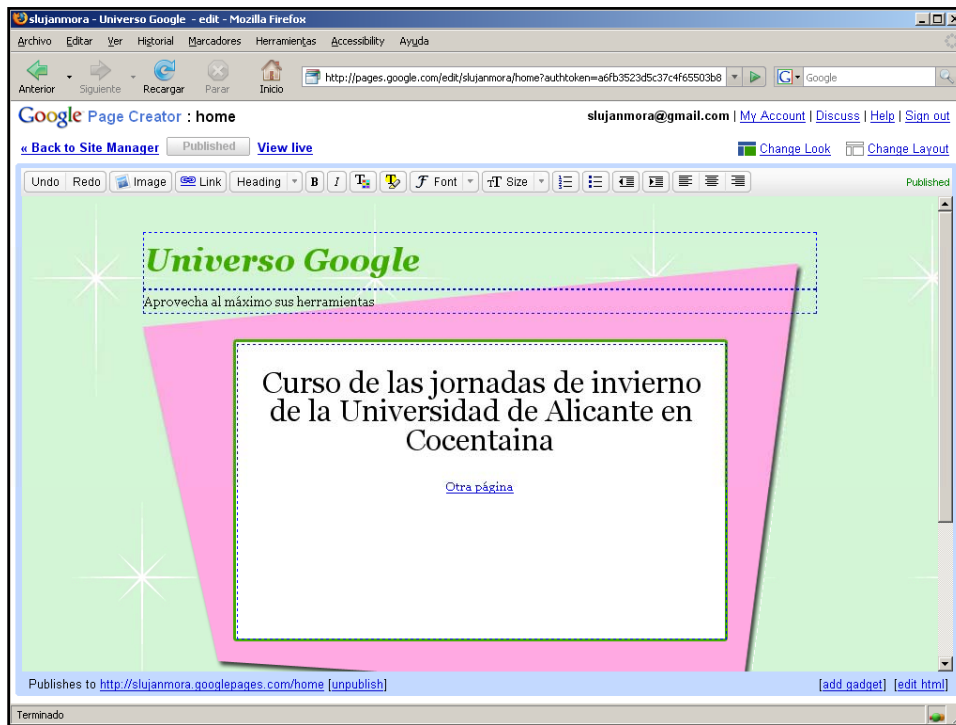 slujanmora - Universo Google - edit - Mozilla Firefox
Archivo Editar Ver Historial Marcadores Herramientas Accessibility Ayuda
Anterior Siguiente Recargar Parar Inicio http://pages.google.com/edit/slujanmora/home?authtoken=a6fb3523d5c37c4f65503b8 G Google
Google Page Creator : home slujanmora@gmail.com | My Account | Discuss | Help | Sign out
« Back to Site Manager Published View live Change Look Change Layout
Undo Redo Image Link Heading B I T T F Font tT Size Published
Universo Google
Aprovecha al máximo sus herramientas
Curso de las jornadas de invierno
de la Universidad de Alicante en
Cocentaina
Otra página
Publishes to http://slujanmora.googlepages.com/home [unpublish] [add gadget] [edit html]
Terminado